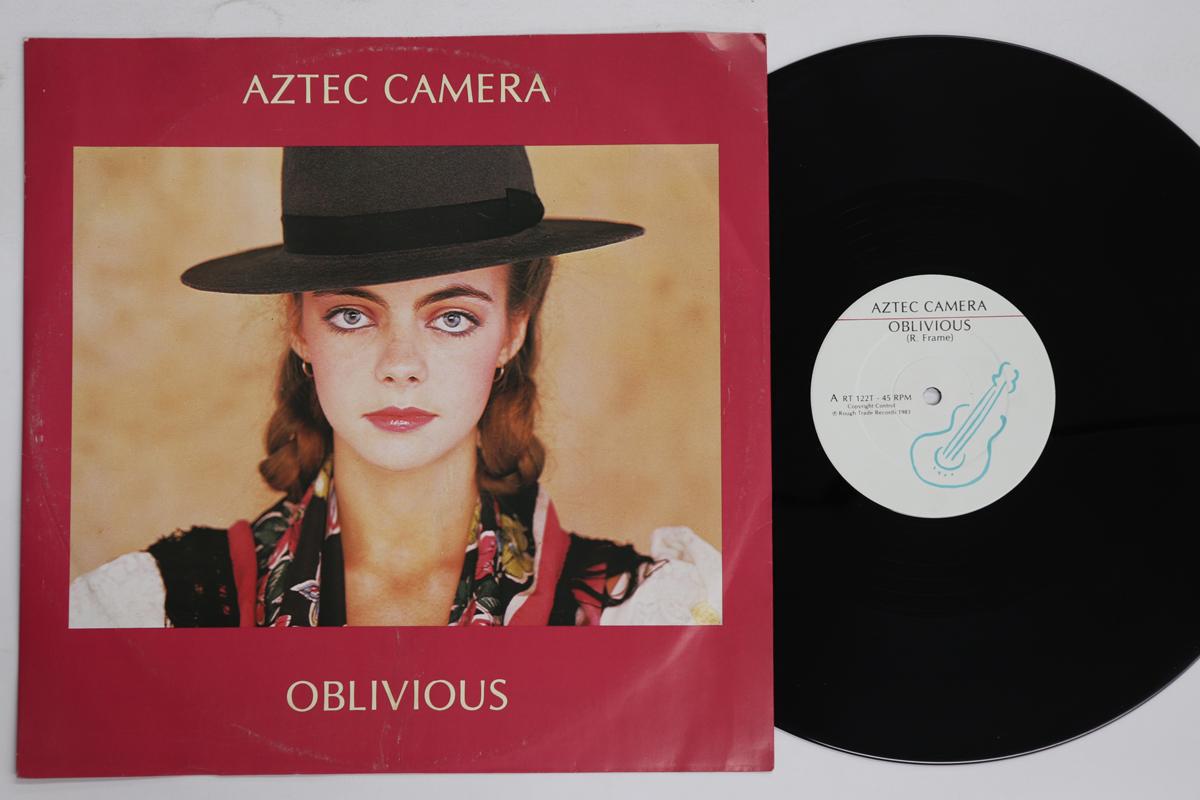 AZTEC CAMERA
OBLIVIOUS
AZTEC CAMERA
OBLIVIOUS
(R. Frame)
A RT 122T - 45 RPM
Copyright Control
℗ Rough Trade Records 1983